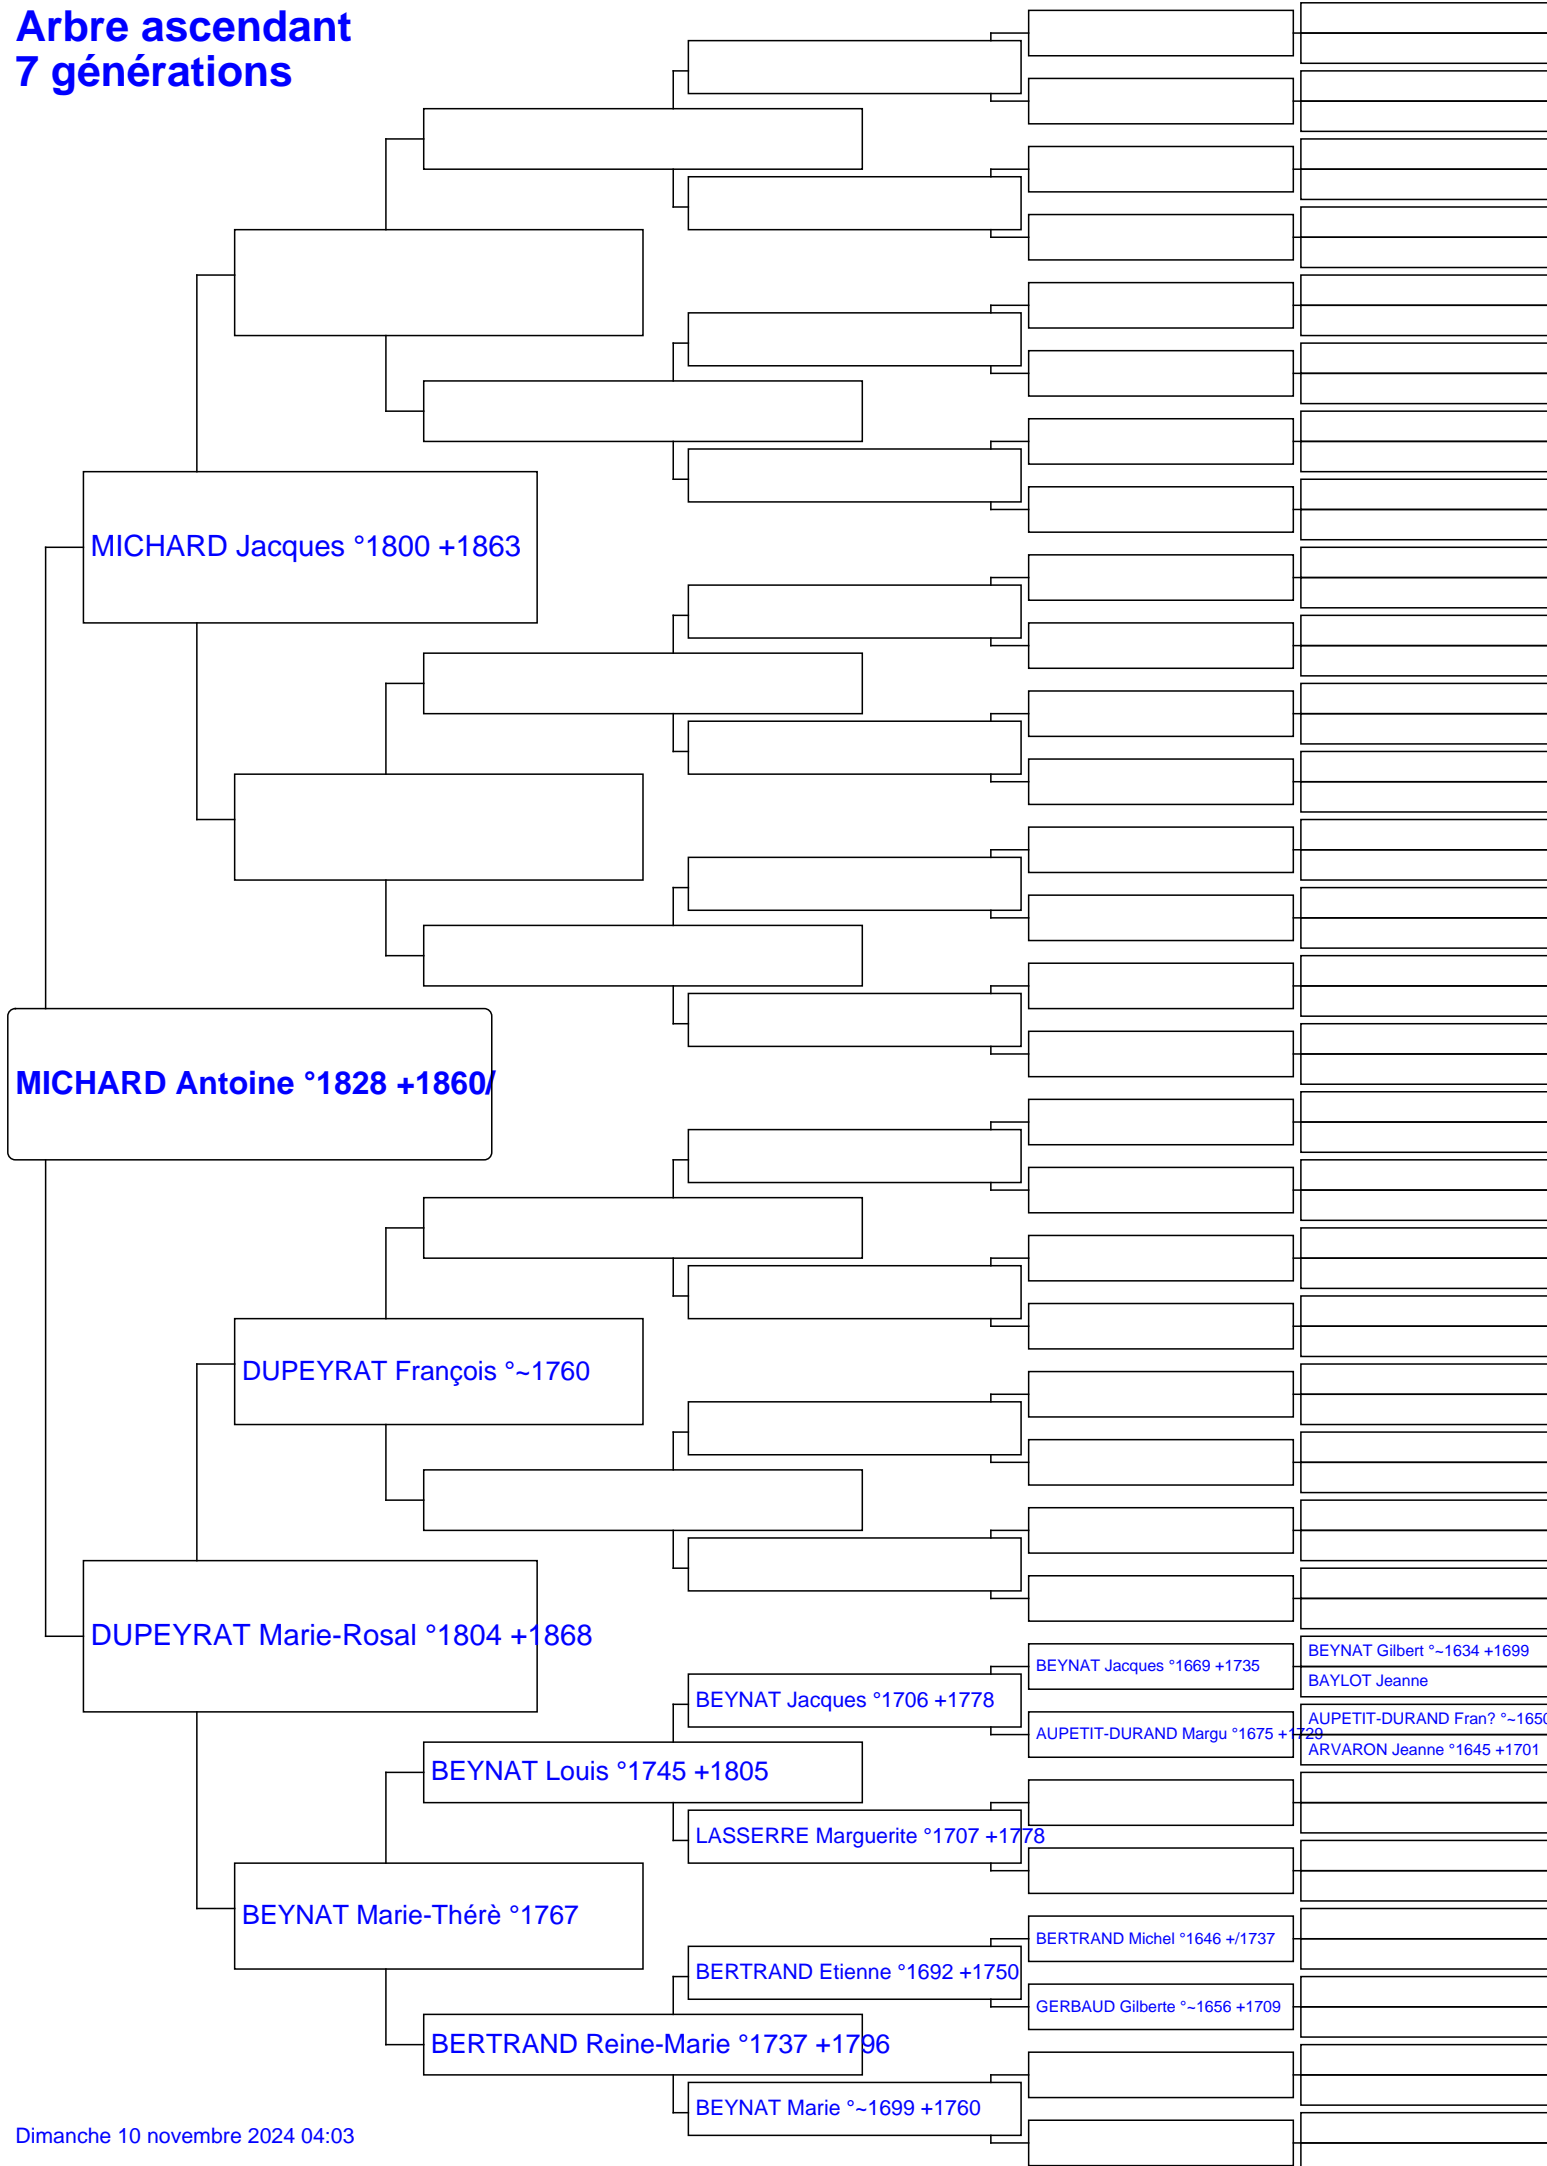 Arbre ascendant
7 générations
MICHARD Jacques °1800 +1863
MICHARD Antoine °1828 +1860/
DUPEYRAT François °~1760
DUPEYRAT Marie-Rosal °1804 +1868
BEYNAT Gilbert °~1634 +1699
BEYNAT Jacques °1669 +1735
BAYLOT Jeanne
BEYNAT Jacques °1706 +1778
AUPETIT-DURAND Fran? °~1650
AUPETIT-DURAND Margu °1675 +1729
ARVARON Jeanne °1645 +1701
BEYNAT Louis °1745 +1805
LASSERRE Marguerite °1707 +1778
BEYNAT Marie-Thérè °1767
BERTRAND Michel °1646 +/1737
BERTRAND Etienne °1692 +1750
GERBAUD Gilberte °~1656 +1709
BERTRAND Reine-Marie °1737 +1796
BEYNAT Marie °~1699 +1760
Dimanche 10 novembre 2024 04:03